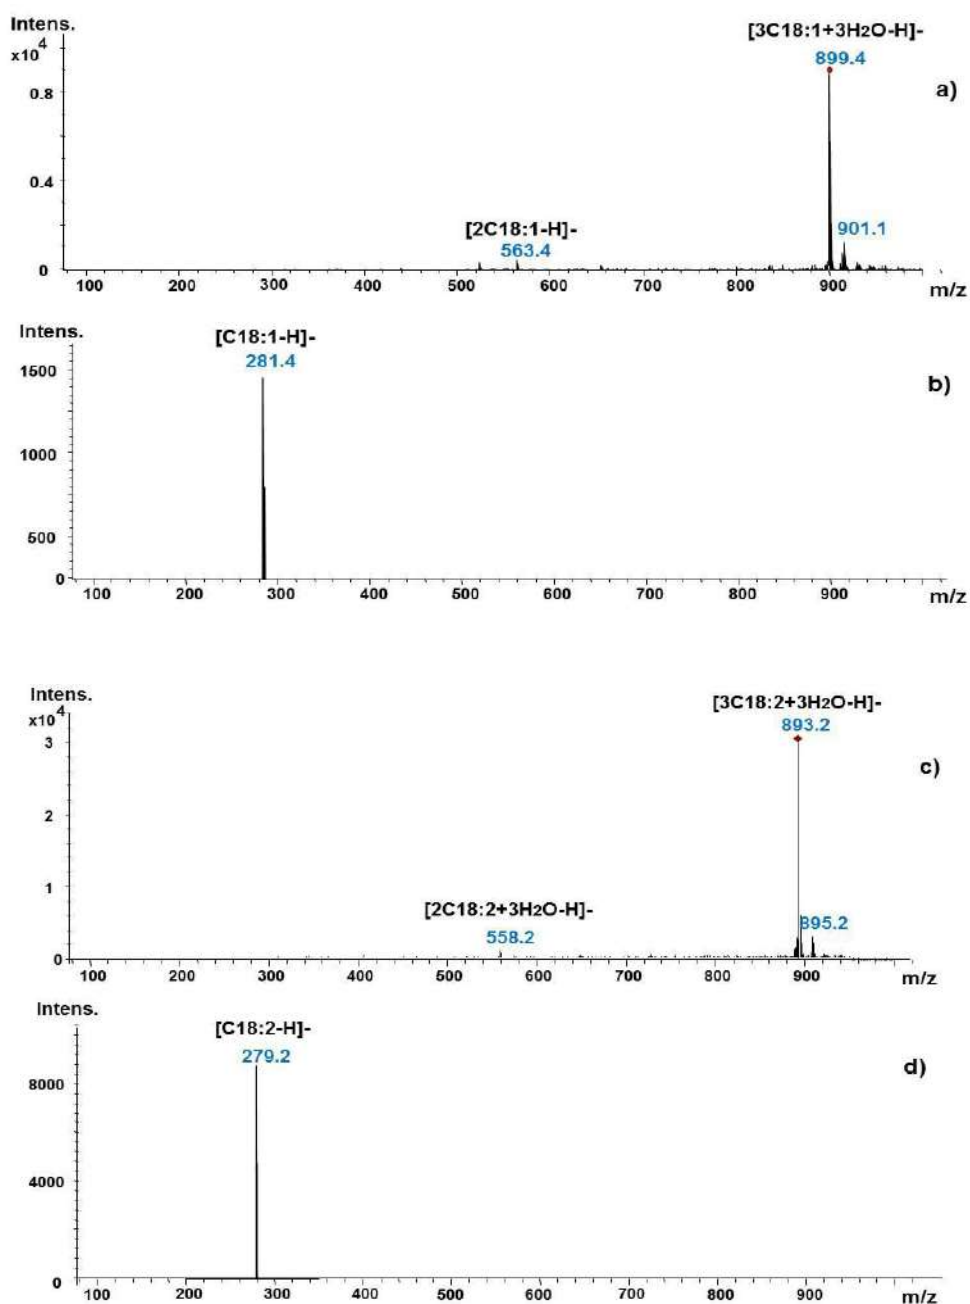 Intens.
x10 4
[3C18:1+3H2O-H]-
899.4
a)
0.8
0.4
[2C18:1-H]-
563.4
901.1
0
100 200 300 400 500 600 700 800 900
m/z
Intens.
[C18:1-H]-
281.4
b)
1500
1000
500
0
100 200 300 400 500 600 700 800 900
m/z
Intens.
x10 4
[3C18:2+3H2O-H]-
893.2
c)
3
2
1
[2C18:2+3H2O-H]-
558.2
895.2
0
100 200 300 400 500 600 700 800 900
m/z
Intens.
[C18:2-H]-
279.2
d)
8000
4000
0
100 200 300 400 500 600 700 800 900
m/z